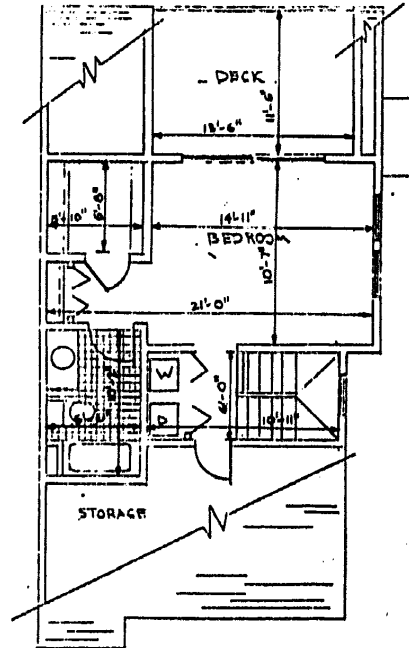 DECK
11'-6"
13'-6"
6'-8"
14'-11"
BEDROOM
10'-7"
21'-0"
W
D
6'-0"
10'-11"
STORAGE